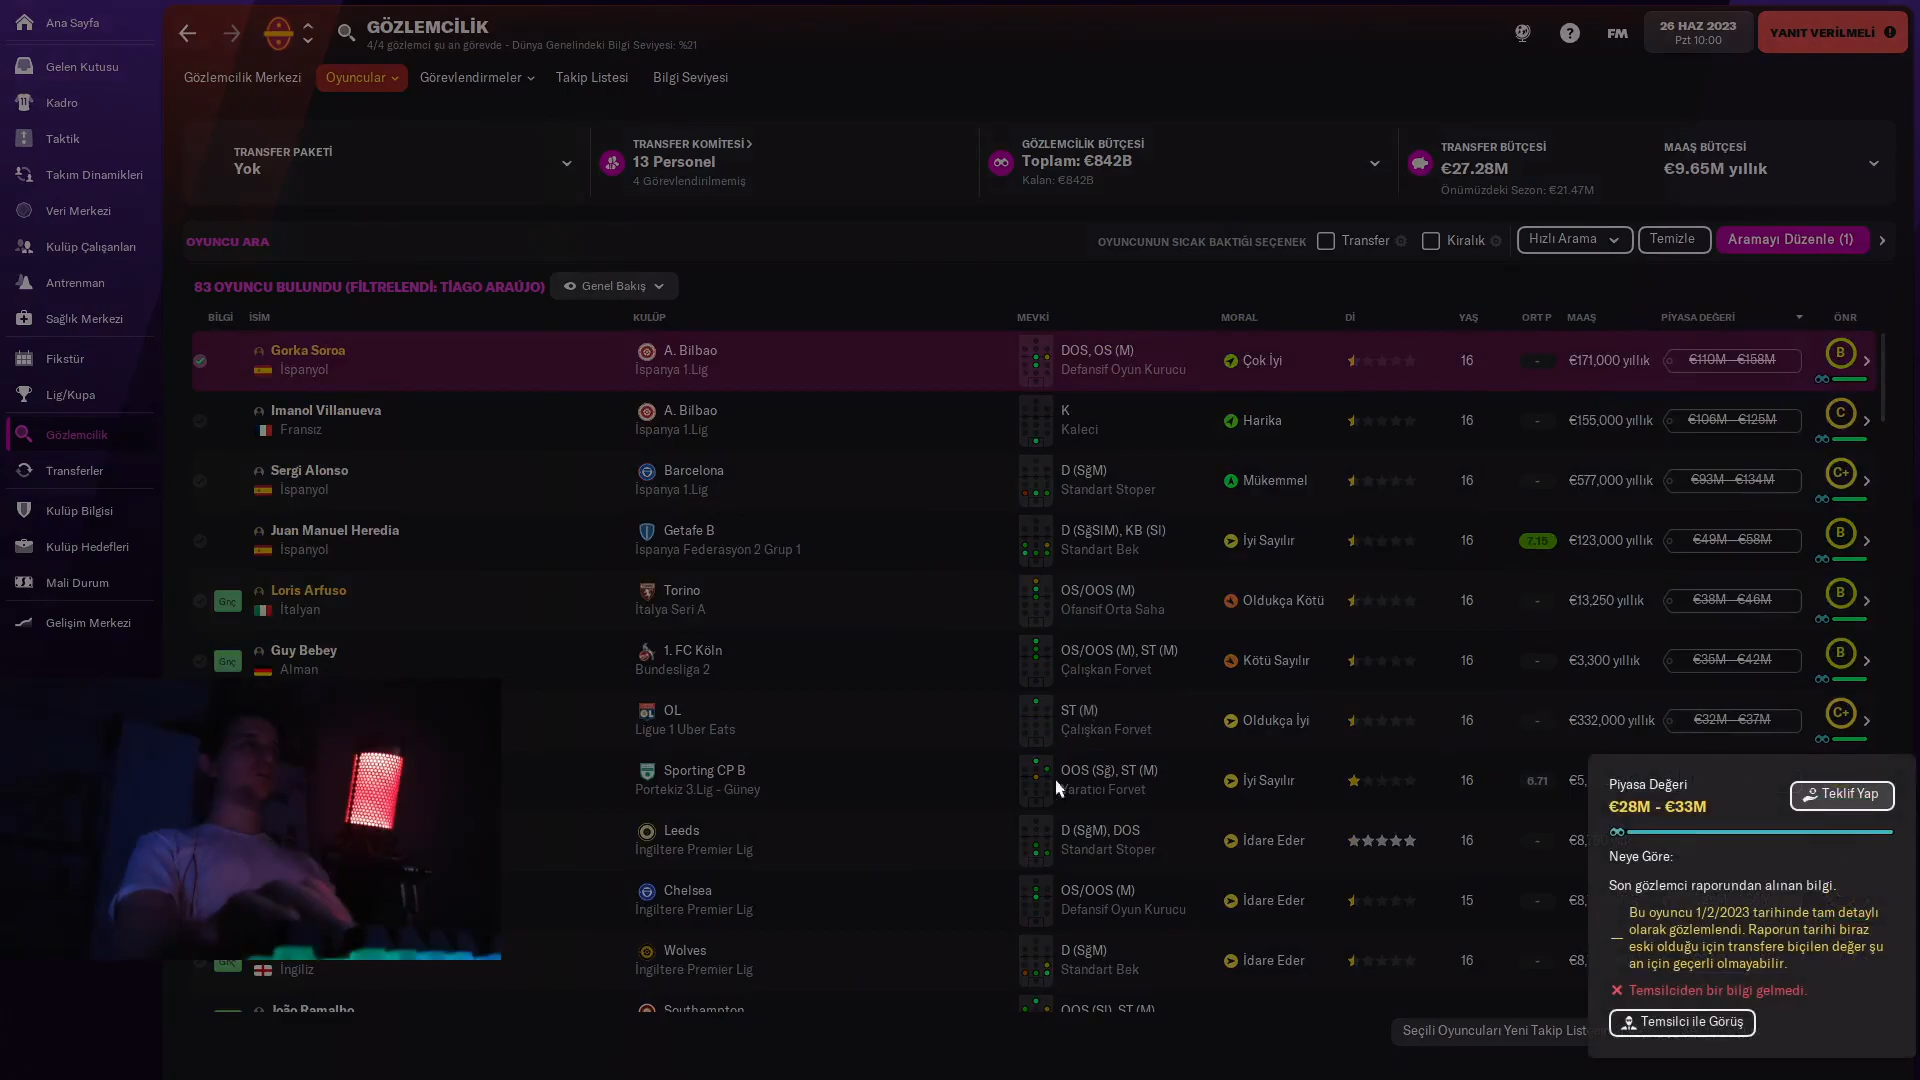 Ana Sayfa
Gelen Kutusu
Kadro
Taktik
Takım Dinamikleri
Veri Merkezi
Kulüp Çalışanları
Antrenman
Sağlık Merkezi
Fikstür
Lig/Kupa
Gözlemcilik
Transferler
Kulüp Bilgisi
Kulüp Hedefleri
Mali Durum
Gelişim Merkezi
GÖZLEMCİLİK
4/4 gözlemci şu an görevde - Dünya Genelindeki Bilgi Seviyesi: %21
FM
26 HAZ 2023
Pzt 10:00
YANIT VERİLMELİ
Gözlemcilik Merkezi Oyuncular Görevlendirmeler Takip Listesi Bilgi Seviyesi
TRANSFER PAKETİ
Yok
TRANSFER KOMİTESİ >
13 Personel
4 Görevlendirilmemiş
GÖZLEMCİLİK BÜTÇESİ
Toplam: €842B
Kalan: €842B
TRANSFER BÜTÇESİ
€27.28M
Önümüzdeki Sezon: €21.47M
MAAŞ BÜTÇESİ
€9.65M yıllık
OYUNCU ARA
OYUNCUNUN SICAK BAKTIĞI SEÇENEK Transfer Kiralık Hızlı Arama Temizle Aramayı Düzenle (1)
83 OYUNCU BULUNDU (FİLTRELENDİ: TİAGO ARAÚJO) Genel Bakış
BİLGİ İSİM KULÜP MEVKİ MORAL Dİ YAŞ ORT P MAAŞ PİYASA DEĞERİ ÖNR
Gorka Soroa A. Bilbao DOS, OS (M) Çok İyi 16 - €171,000 yıllık €110M - €158M B
İspanyol İspanya 1.Lig Defansif Oyun Kurucu
Imanol Villanueva A. Bilbao K Harika 16 - €155,000 yıllık €106M - €125M C
Fransız İspanya 1.Lig Kaleci
Sergi Alonso Barcelona D (SğM) Mükemmel 16 - €577,000 yıllık €93M - €134M C+
İspanyol İspanya 1.Lig Standart Stoper
Juan Manuel Heredia Getafe B D (SğSlM), KB (Sl) İyi Sayılır 16 7.15 €123,000 yıllık €49M - €58M B
İspanyol İspanya Federasyon 2 Grup 1 Standart Bek
Gnç Loris Arfuso Torino OS/OOS (M) Oldukça Kötü 16 - €13,250 yıllık €38M - €46M B
İtalyan İtalya Seri A Ofansif Orta Saha
Gnç Guy Bebey 1. FC Köln OS/OOS (M), ST (M) Kötü Sayılır 16 - €3,300 yıllık €35M - €42M B
Alman Bundesliga 2 Çalışkan Forvet
OL ST (M) Oldukça İyi 16 - €332,000 yıllık €32M - €37M C+
Ligue 1 Uber Eats Çalışkan Forvet
Sporting CP B OOS (Sğ), ST (M) İyi Sayılır 16 6.71 €5,
Portekiz 3.Lig - Güney Yaratıcı Forvet
Leeds D (SğM), DOS İdare Eder 16 - €8,
İngiltere Premier Lig Standart Stoper
Chelsea OS/OOS (M) İdare Eder 15 - €8,
İngiltere Premier Lig Defansif Oyun Kurucu
Gnç Wolves D (SğM) İdare Eder 16 - €8,
İngiliz İngiltere Premier Lig Standart Bek
João Ramalho Southampton OOS (Sl), ST (M)
Seçili Oyuncuları Yeni Takip List
Piyasa Değeri
€28M - €33M
Teklif Yap
Neye Göre:
Son gözlemci raporundan alınan bilgi.
Bu oyuncu 1/2/2023 tarihinde tam detaylı
olarak gözlemlendi. Raporun tarihi biraz
eski olduğu için transfere biçilen değer şu
an için geçerli olmayabilir.
Temsilciden bir bilgi gelmedi.
Temsilci ile Görüş